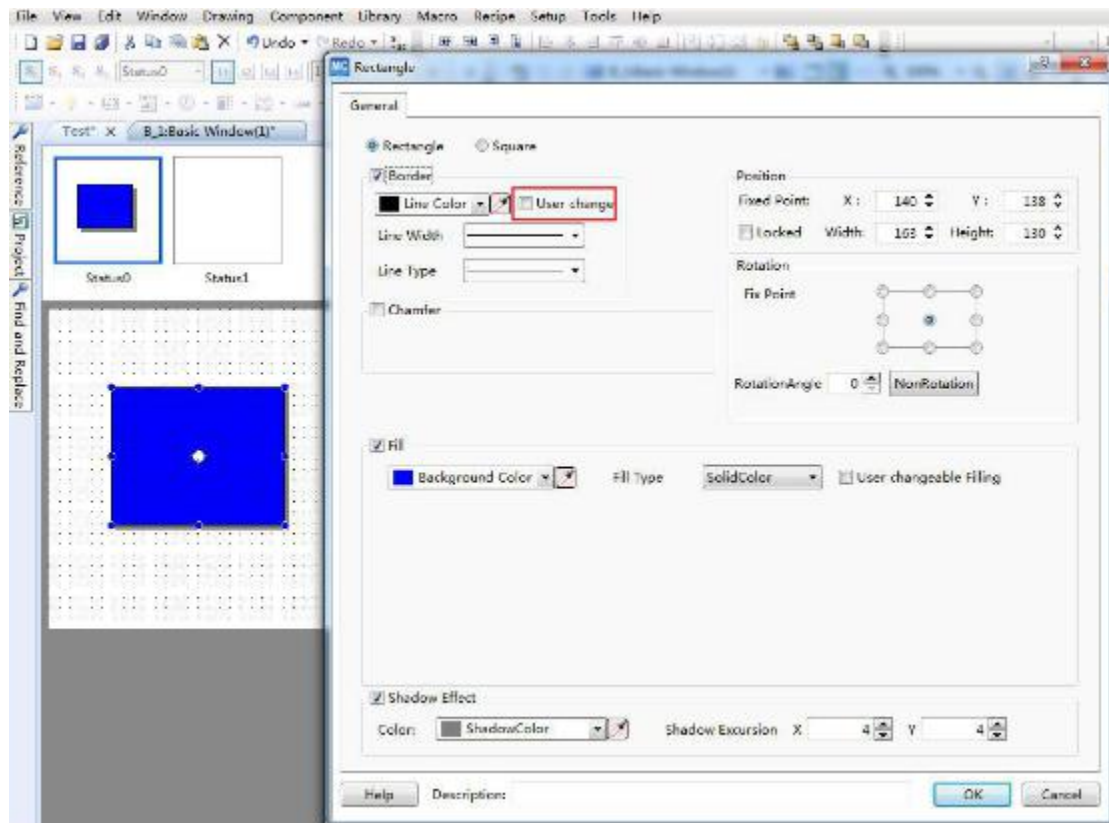 File View Edit Window Drawing Component Library Macro Recipe Setup Tools Help
Undo Redo
Status0
MC Rectangle
General
Test* X B_1:Basic Window(1)*
Reference
Project
Find and Replace
Status0 Status1
Rectangle Square
Border
Line Color User change
Line Width
Line Type
Chamfer
Position
Fixed Point: X: 140 Y: 138
Locked Width: 163 Height: 130
Rotation
Fix Point
RotationAngle 0 NonRotation
Fill
Background Color Fill Type SolidColor User changeable Filling
Shadow Effect
Color: ShadowColor Shadow Excursion X 4 Y 4
Help Description: OK Cancel